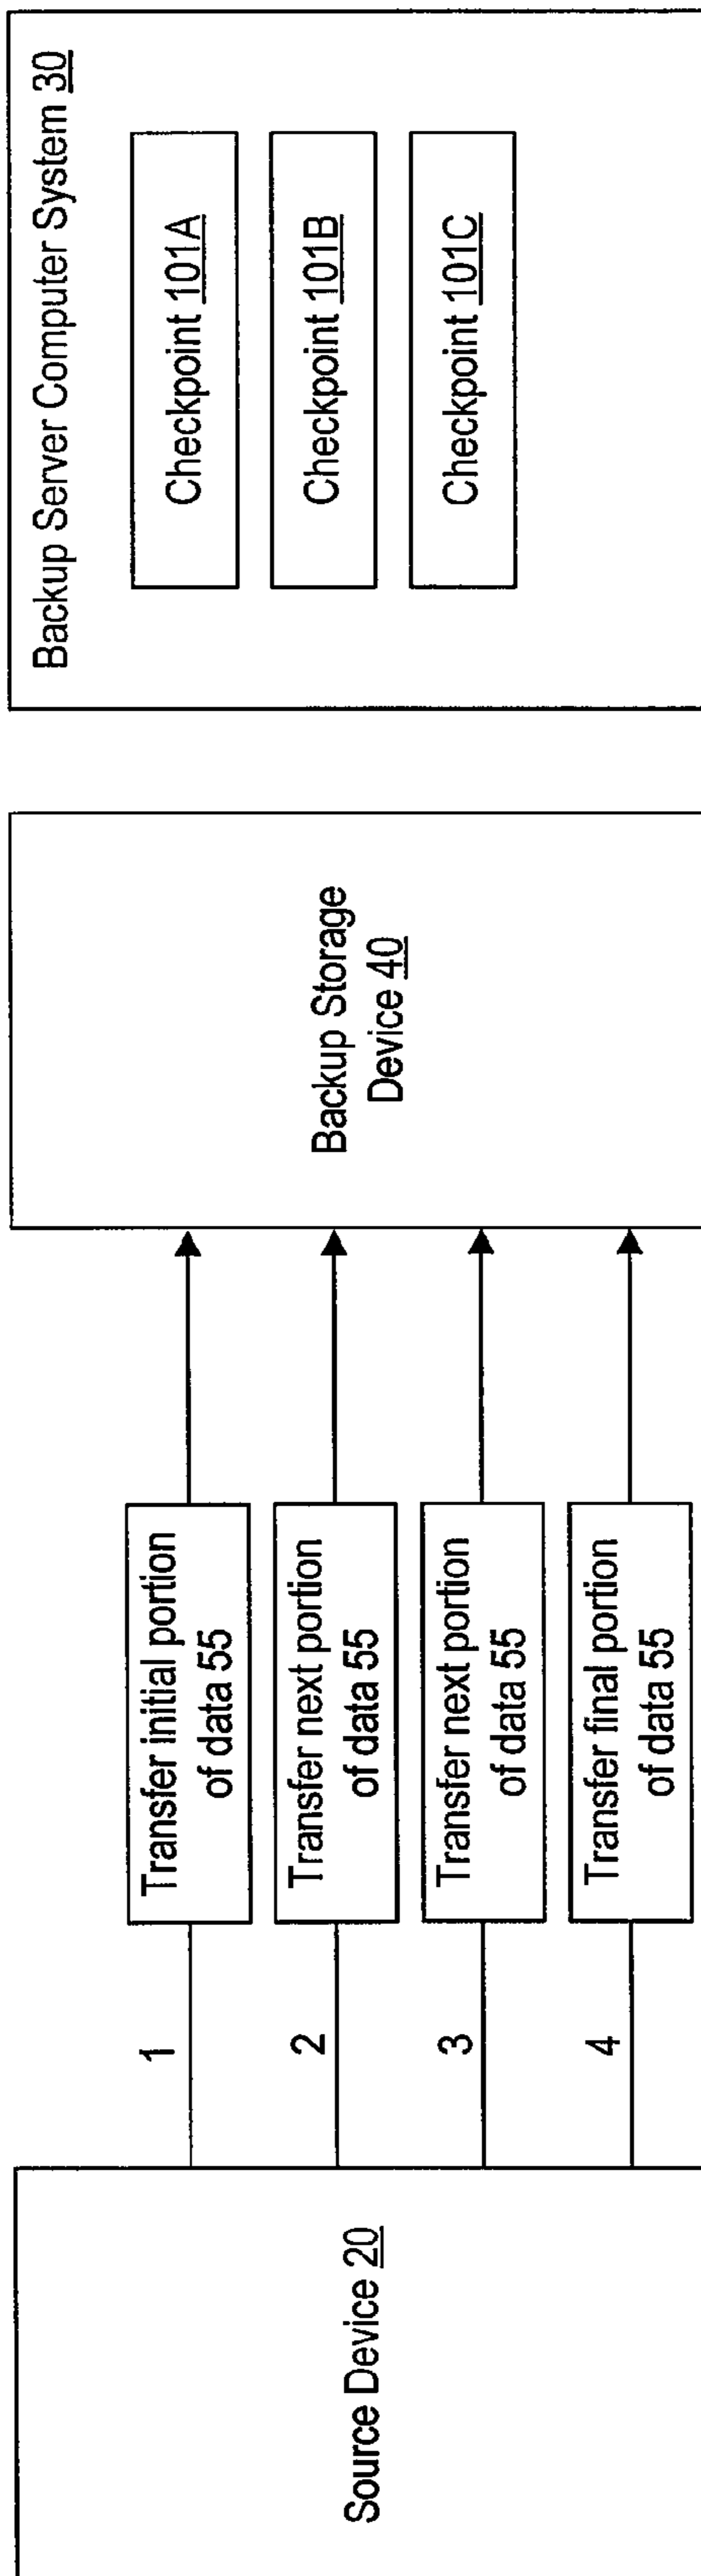 Source Device 20
1
Transfer initial portion
of data 55
2
Transfer next portion
of data 55
3
Transfer next portion
of data 55
4
Transfer final portion
of data 55
Backup Storage
Device 40
Backup Server Computer System 30
Checkpoint 101A
Checkpoint 101B
Checkpoint 101C